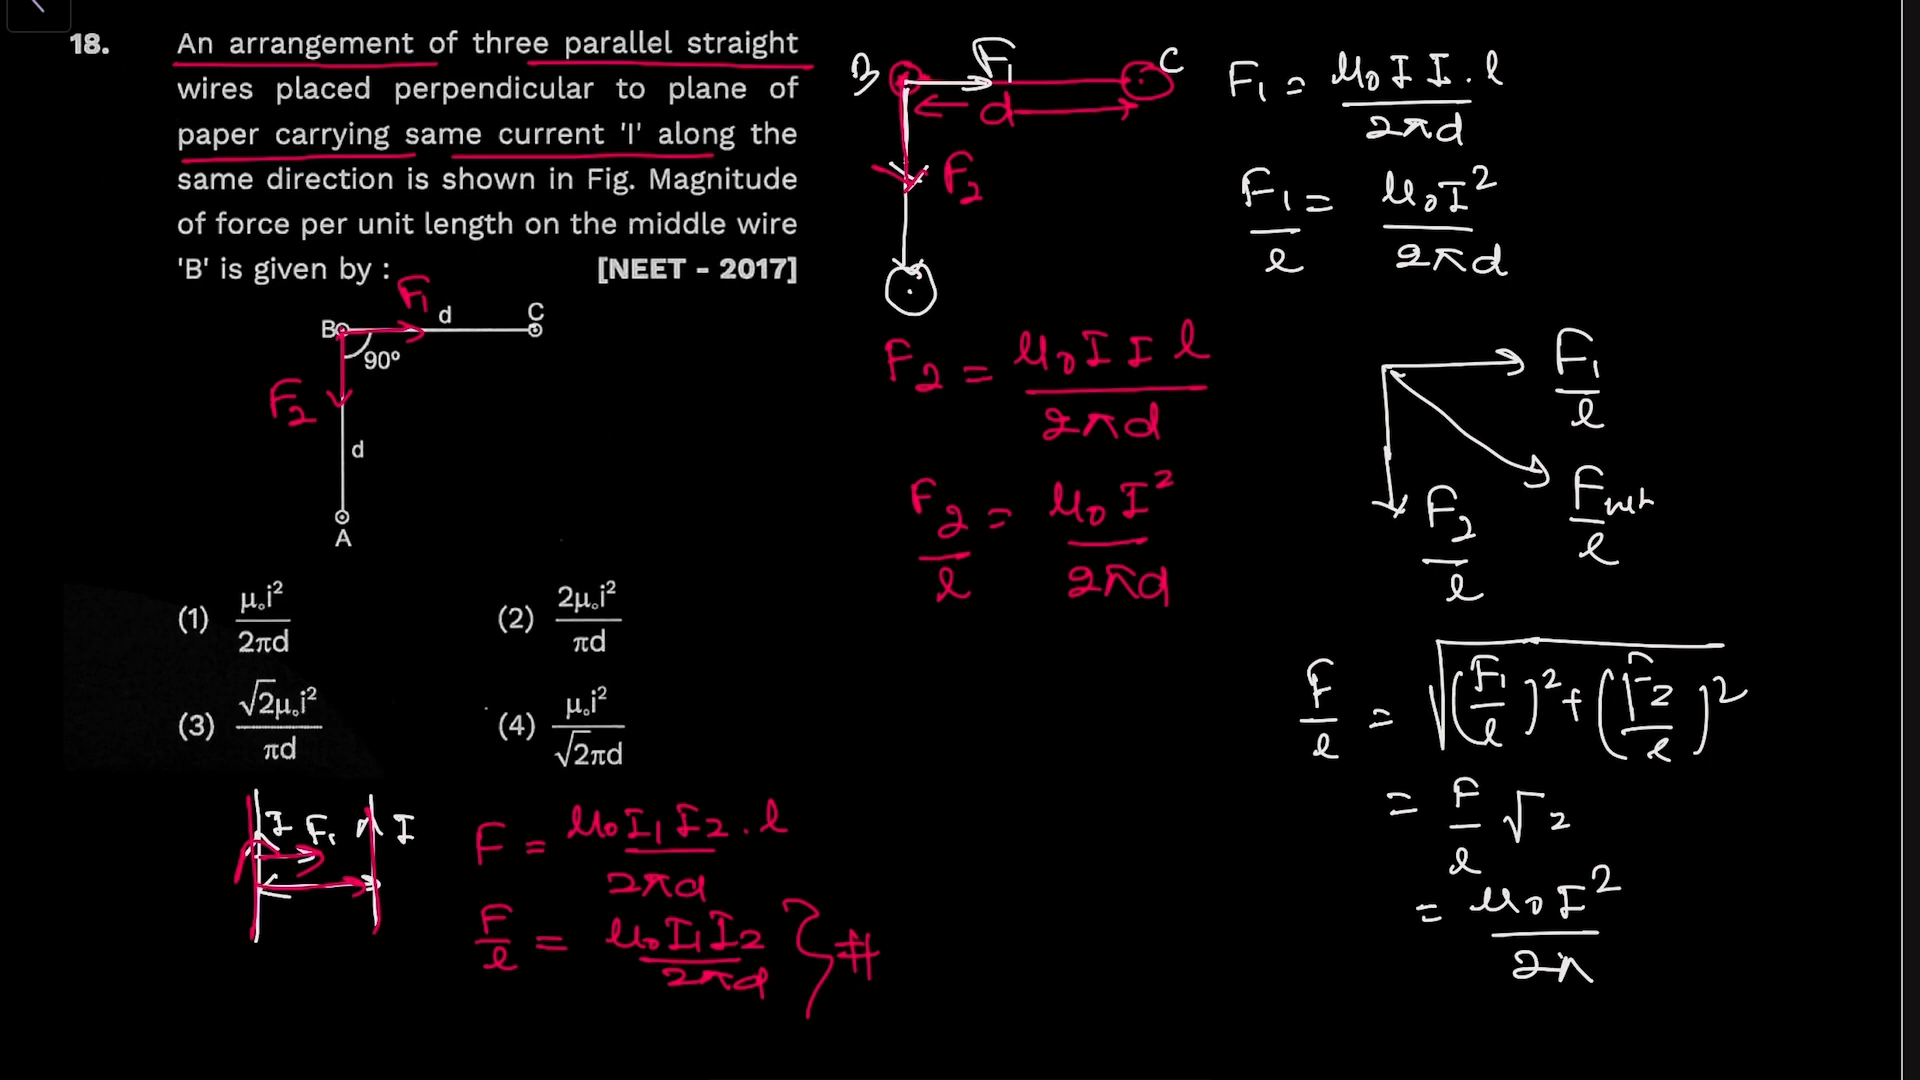 18. An arrangement of three parallel straight
wires placed perpendicular to plane of
paper carrying same current 'I' along the
same direction is shown in Fig. Magnitude
of force per unit length on the middle wire
'B' is given by : [NEET - 2017]
F₁
B d C
90°
F₂
d
A
(1) μ₀i²/2πd (2) 2μ₀i²/πd
(3) √2μ₀i²/πd (4) μ₀i²/√2πd
I F₁ I
F = μ₀I₁I₂.l/2πd
F/l = μ₀I₁I₂/2πd } #
B F₁ C
d
F₂
F₂ = μ₀I I l/2πd
F₂/l = μ₀I²/2πd
F₁ = μ₀I I.l/2πd
F₁/l = μ₀I²/2πd
F₁/l
F₂/l Fnet/l
F/l = √(F₁/l)²+(F₂/l)²
= F/l √2
= μ₀I²/2π